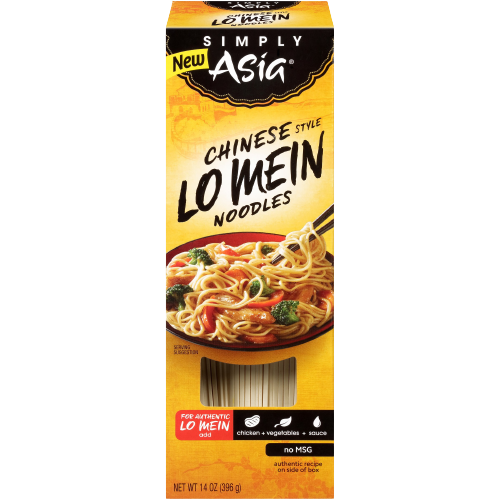 SIMPLY
New
Asia®
CHINESE STYLE
LO MEIN
NOODLES
SERVING
SUGGESTION
FOR AUTHENTIC
LO MEIN
add
chicken + vegetables + sauce
no MSG
authentic recipe
on side of box
NET WT 14 OZ (396 g)